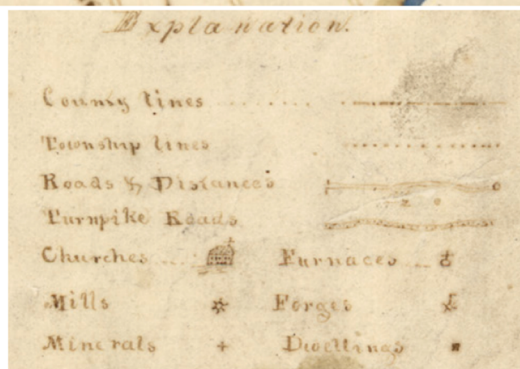 Explanation.
County lines
Township lines
Roads & Distances
Turnpike Roads
Churches Furnaces
Mills Forges
Minerals Dwellings